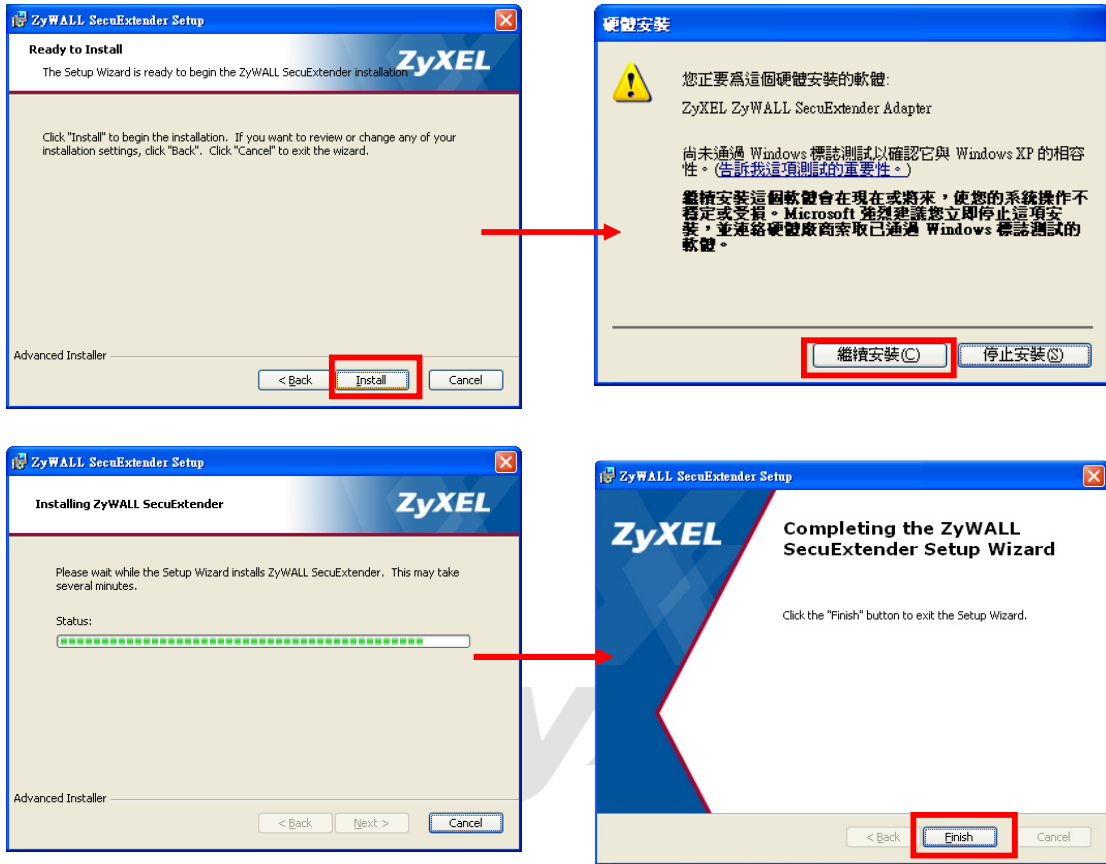 ZyWALL SecuExtender Setup
Ready to Install
The Setup Wizard is ready to begin the ZyWALL SecuExtender installation
ZyXEL
Click "Install" to begin the installation. If you want to review or change any of your
installation settings, click "Back". Click "Cancel" to exit the wizard.
Advanced Installer
< Back
Install
Cancel
硬體安裝
您正要為這個硬體安裝的軟體:
ZyXEL ZyWALL SecuExtender Adapter
尚未通過 Windows 標誌測試以確認它與 Windows XP 的相容
性。(告訴我這項測試的重要性。)
繼續安裝這個軟體會在現在或將來,使您的系統操作不
穩定或受損。Microsoft 強烈建議您立即停止這項安
裝,並連絡硬體廠商索取已通過 Windows 標誌測試的
軟體。
繼續安裝(C)
停止安裝(S)
ZyWALL SecuExtender Setup
Installing ZyWALL SecuExtender
ZyXEL
Please wait while the Setup Wizard installs ZyWALL SecuExtender. This may take
several minutes.
Status:
Advanced Installer
< Back
Next >
Cancel
ZyWALL SecuExtender Setup
ZyXEL
Completing the ZyWALL
SecuExtender Setup Wizard
Click the "Finish" button to exit the Setup Wizard.
< Back
Finish
Cancel